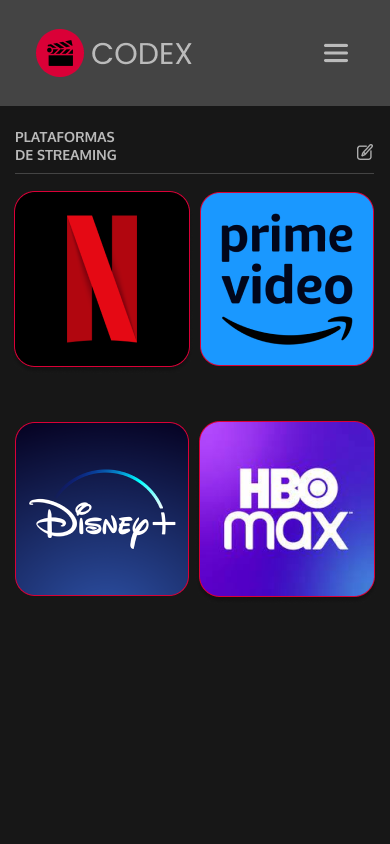 CODEX
PLATAFORMAS
DE STREAMING
N
prime
video
Disney+
HBO
max